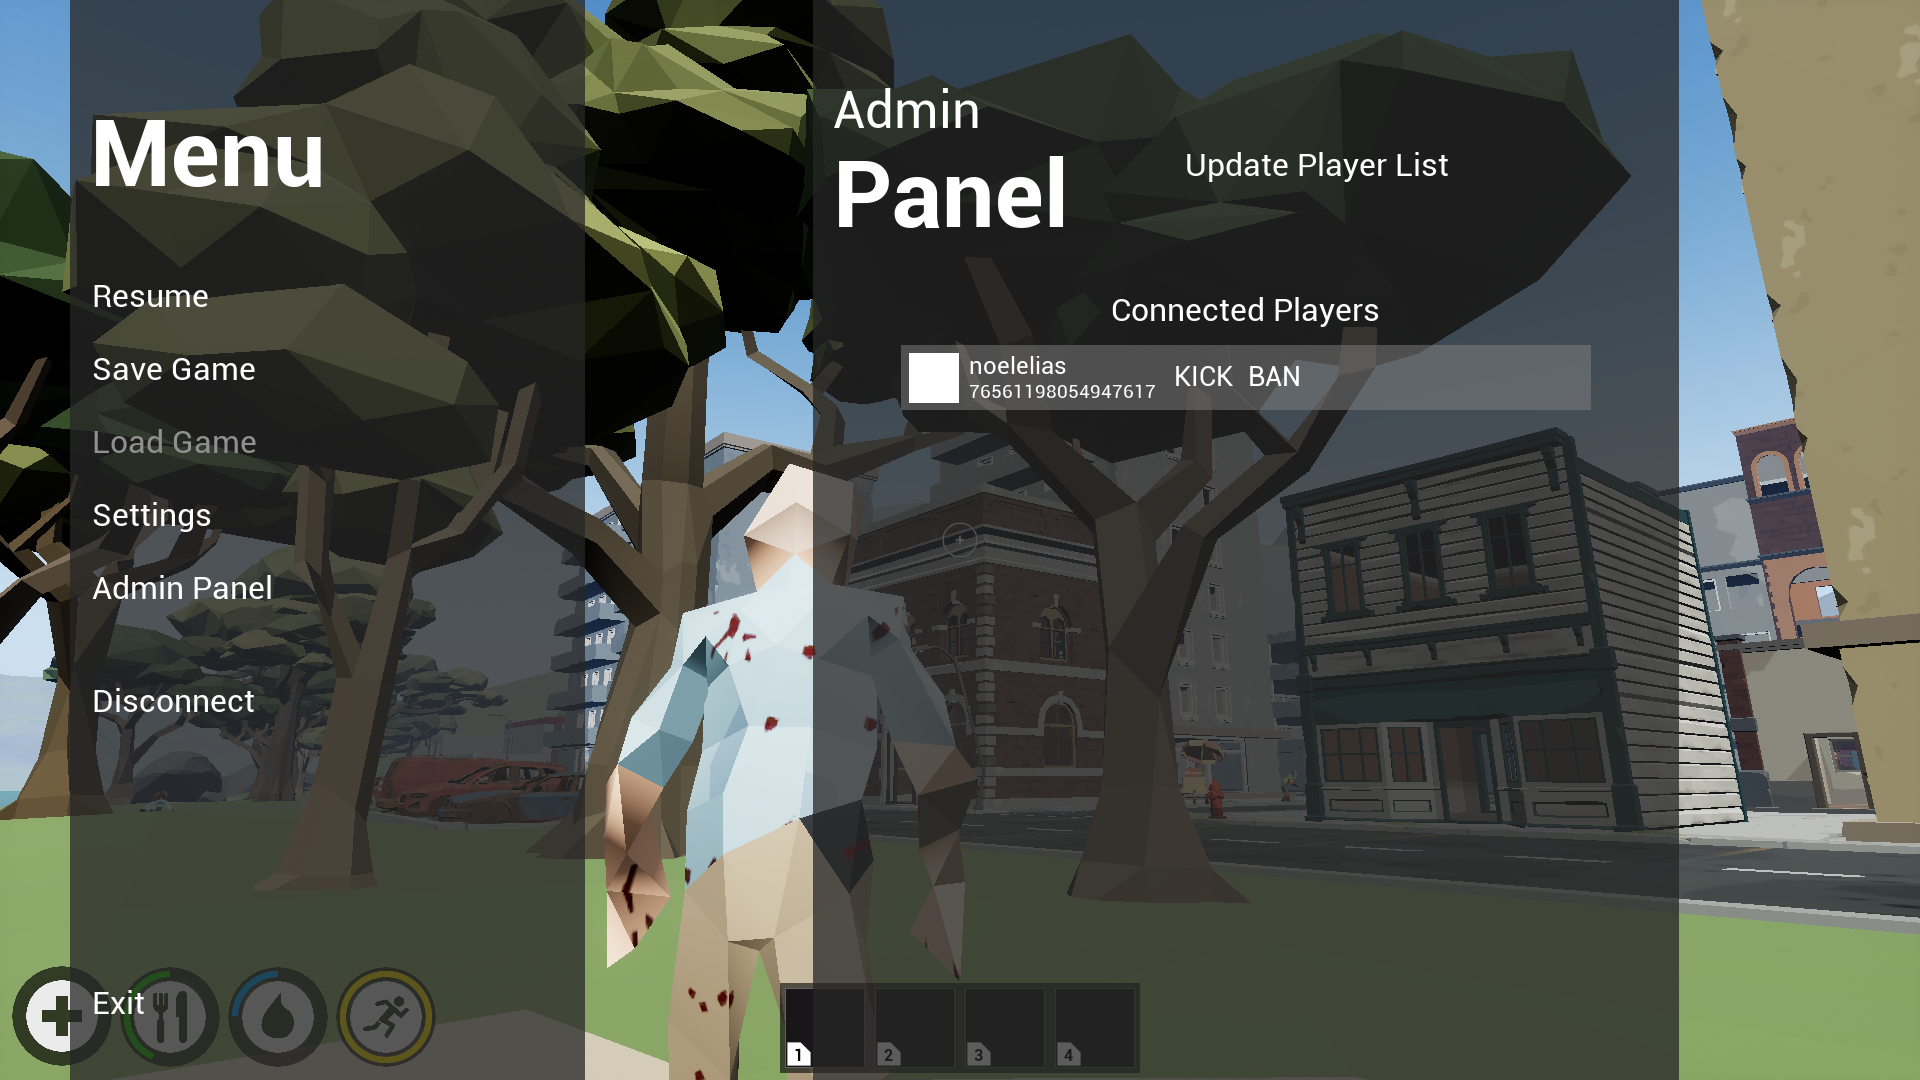 Menu
Resume
Save Game
Load Game
Settings
Admin Panel
Disconnect
Exit
Admin
Panel
Update Player List
Connected Players
noelelias
76561198054947617
KICK BAN
1 2 3 4